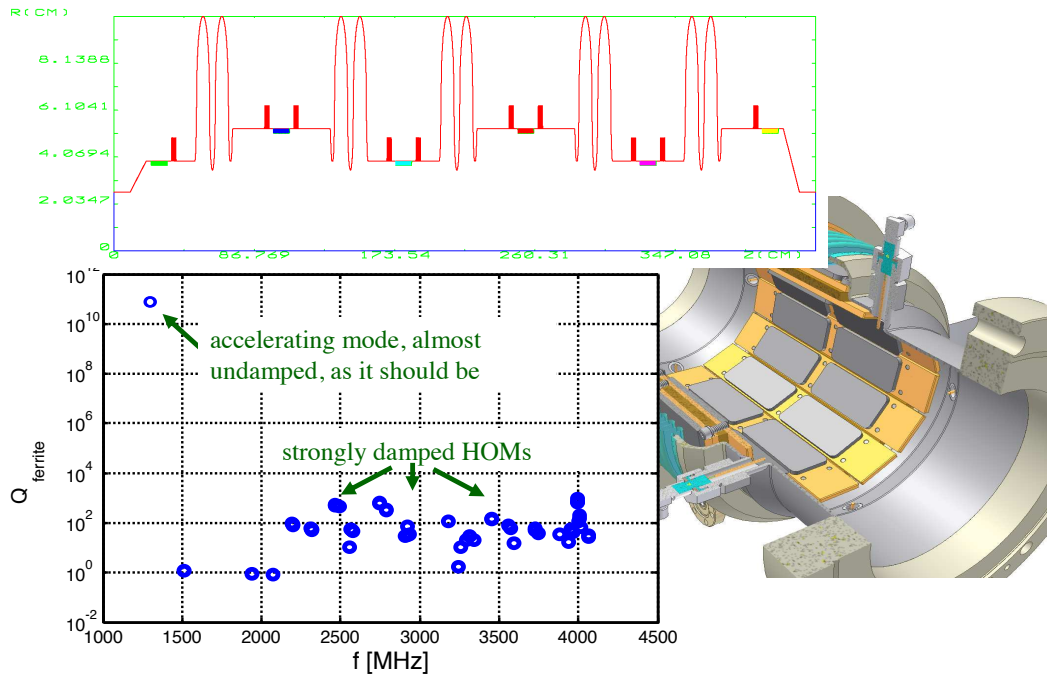 R(CM)
8.1388
6.1041
4.0694
2.0347
0
0 86.769 173.54 260.31 347.08 Z(CM)
10^12
10^10
10^8
10^6
10^4
10^2
10^0
10^-2
Q ferrite
accelerating mode, almost
undamped, as it should be
strongly damped HOMs
1000 1500 2000 2500 3000 3500 4000 4500
f [MHz]